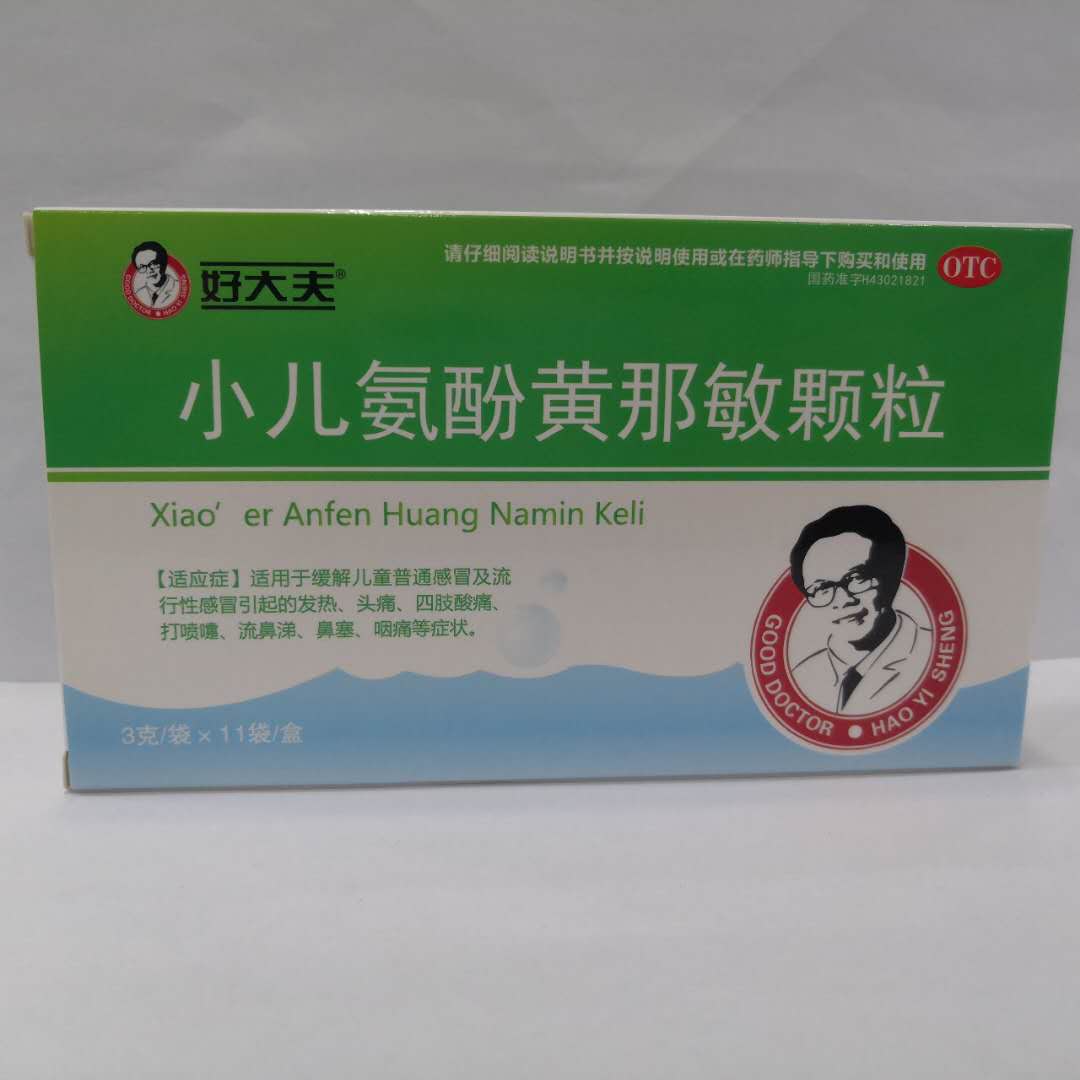 好大夫®
请仔细阅读说明书并按说明使用或在药师指导下购买和使用
国药准字H43021821
OTC
小儿氨酚黄那敏颗粒
Xiao’er Anfen Huang Namin Keli
【适应症】适用于缓解儿童普通感冒及流
行性感冒引起的发热、头痛、四肢酸痛、
打喷嚏、流鼻涕、鼻塞、咽痛等症状。
GOOD DOCTOR • HAO YI SHENG
3克/袋×11袋/盒